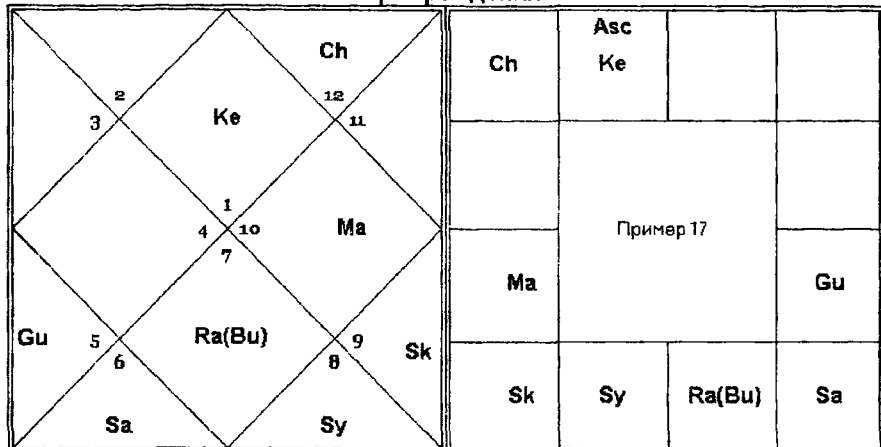 Ch
2
12
3
Ke
11
1
4
10
Ma
7
Gu
5
Ra(Bu)
9
6
8
Sk
Sa
Sy
Asc
Ch
Ke
Пример 17
Ma
Gu
Sk
Sy
Ra(Bu)
Sa